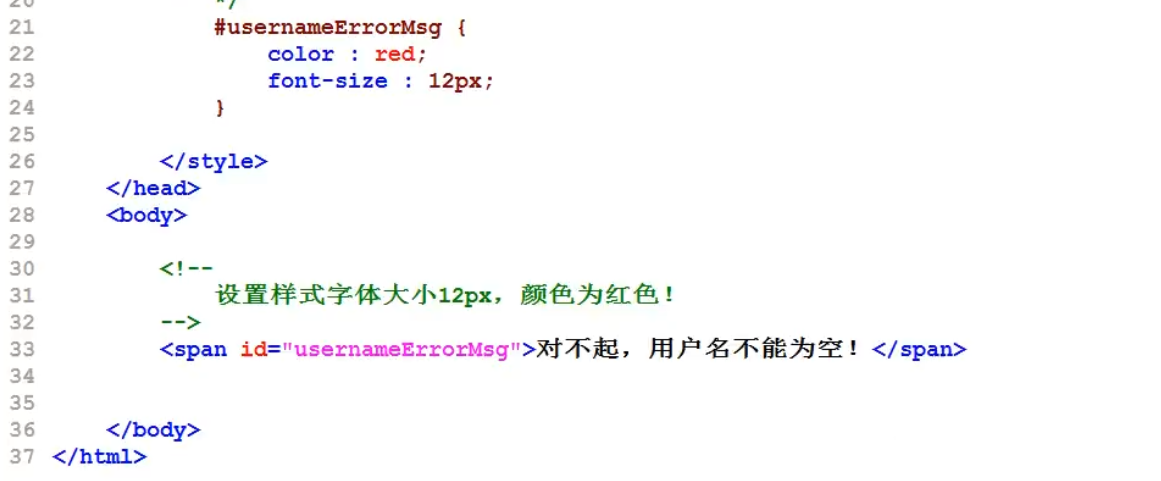 20 */
21 #usernameErrorMsg {
22 color : red;
23 font-size : 12px;
24 }
25
26 </style>
27 </head>
28 <body>
29
30 <!--
31 设置样式字体大小12px，颜色为红色！
32 -->
33 <span id="usernameErrorMsg">对不起，用户名不能为空！</span>
34
35
36 </body>
37 </html>